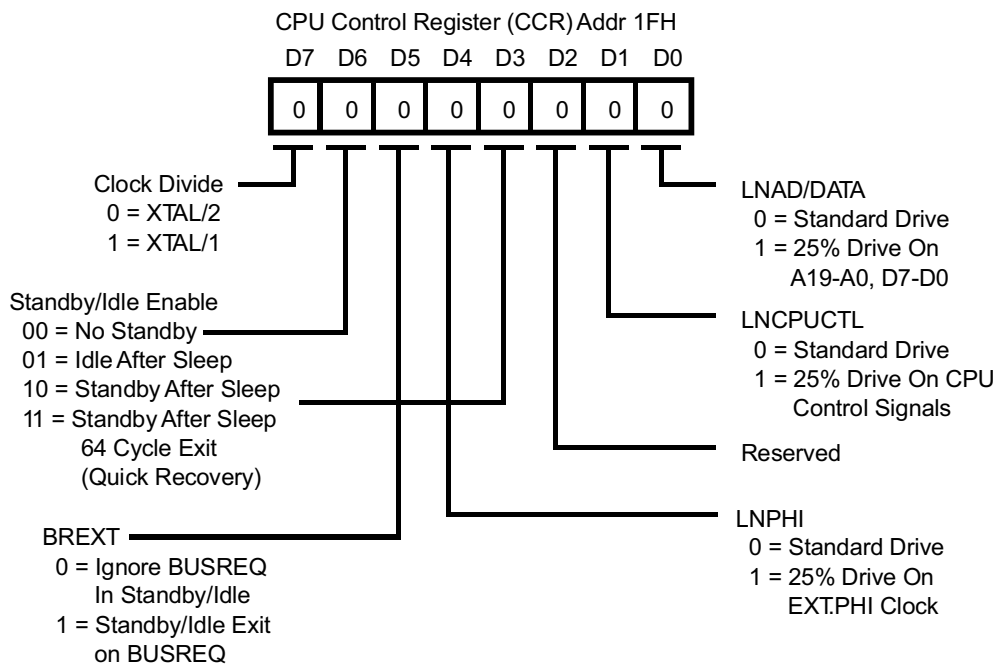 CPU Control Register (CCR) Addr 1FH
D7 D6 D5 D4 D3 D2 D1 D0
0 0 0 0 0 0 0 0
Clock Divide
0 = XTAL/2
1 = XTAL/1
Standby/Idle Enable
00 = No Standby
01 = Idle After Sleep
10 = Standby After Sleep
11 = Standby After Sleep
64 Cycle Exit
(Quick Recovery)
BREXT
0 = Ignore BUSREQ
In Standby/Idle
1 = Standby/Idle Exit
on BUSREQ
LNAD/DATA
0 = Standard Drive
1 = 25% Drive On
A19-A0, D7-D0
LNCPUCTL
0 = Standard Drive
1 = 25% Drive On CPU
Control Signals
Reserved
LNPHI
0 = Standard Drive
1 = 25% Drive On
EXT.PHI Clock